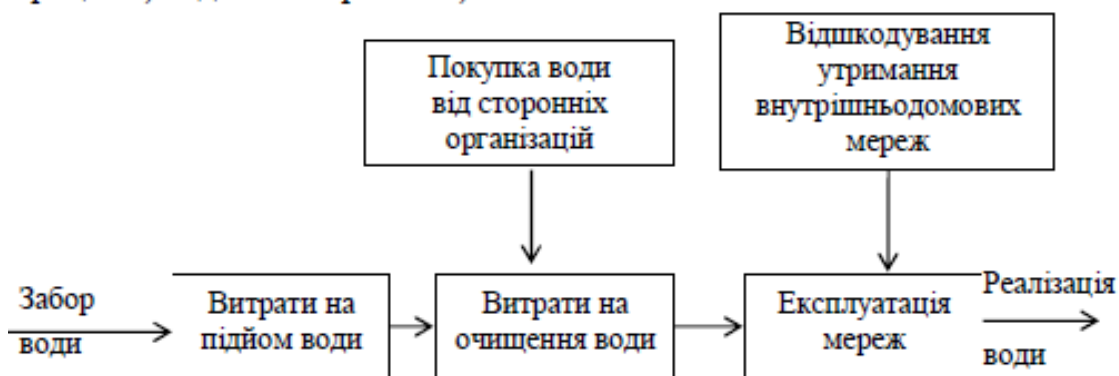 Покупка води
від сторонніх
організацій
Відшкодування
утримання
внутрішньодомових
мереж
Забор
води
Витрати на
підйом води
Витрати на
очищення води
Експлуатація
мереж
Реалізація
води